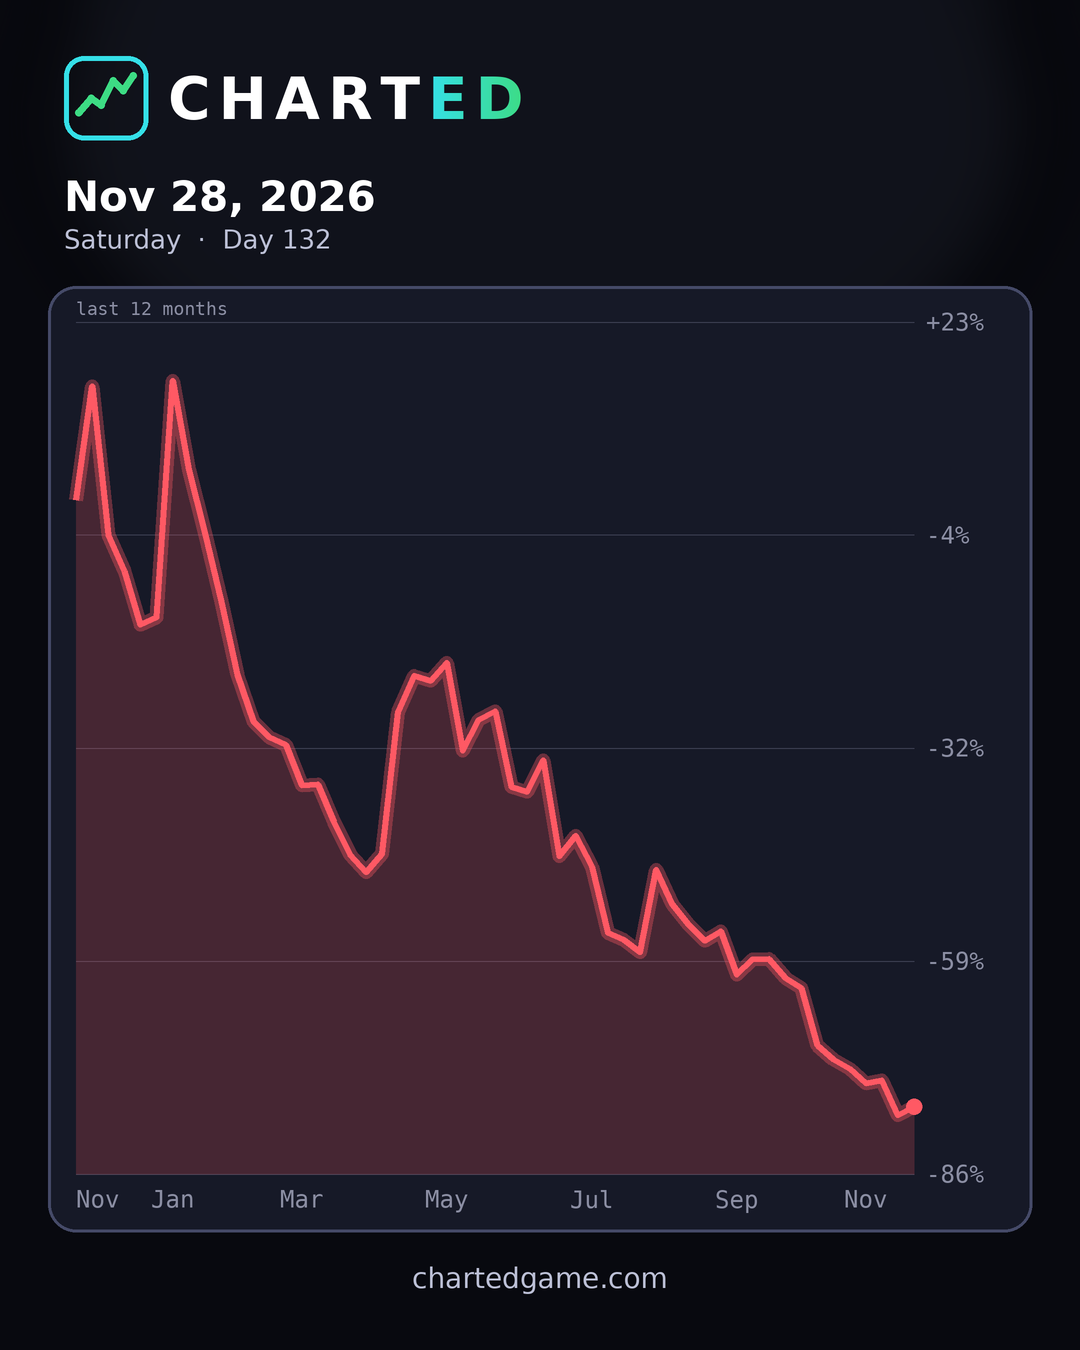 CHARTED
Nov 28, 2026
Saturday · Day 132
last 12 months
+23%
-4%
-32%
-59%
-86%
Nov Jan Mar May Jul Sep Nov
chartedgame.com